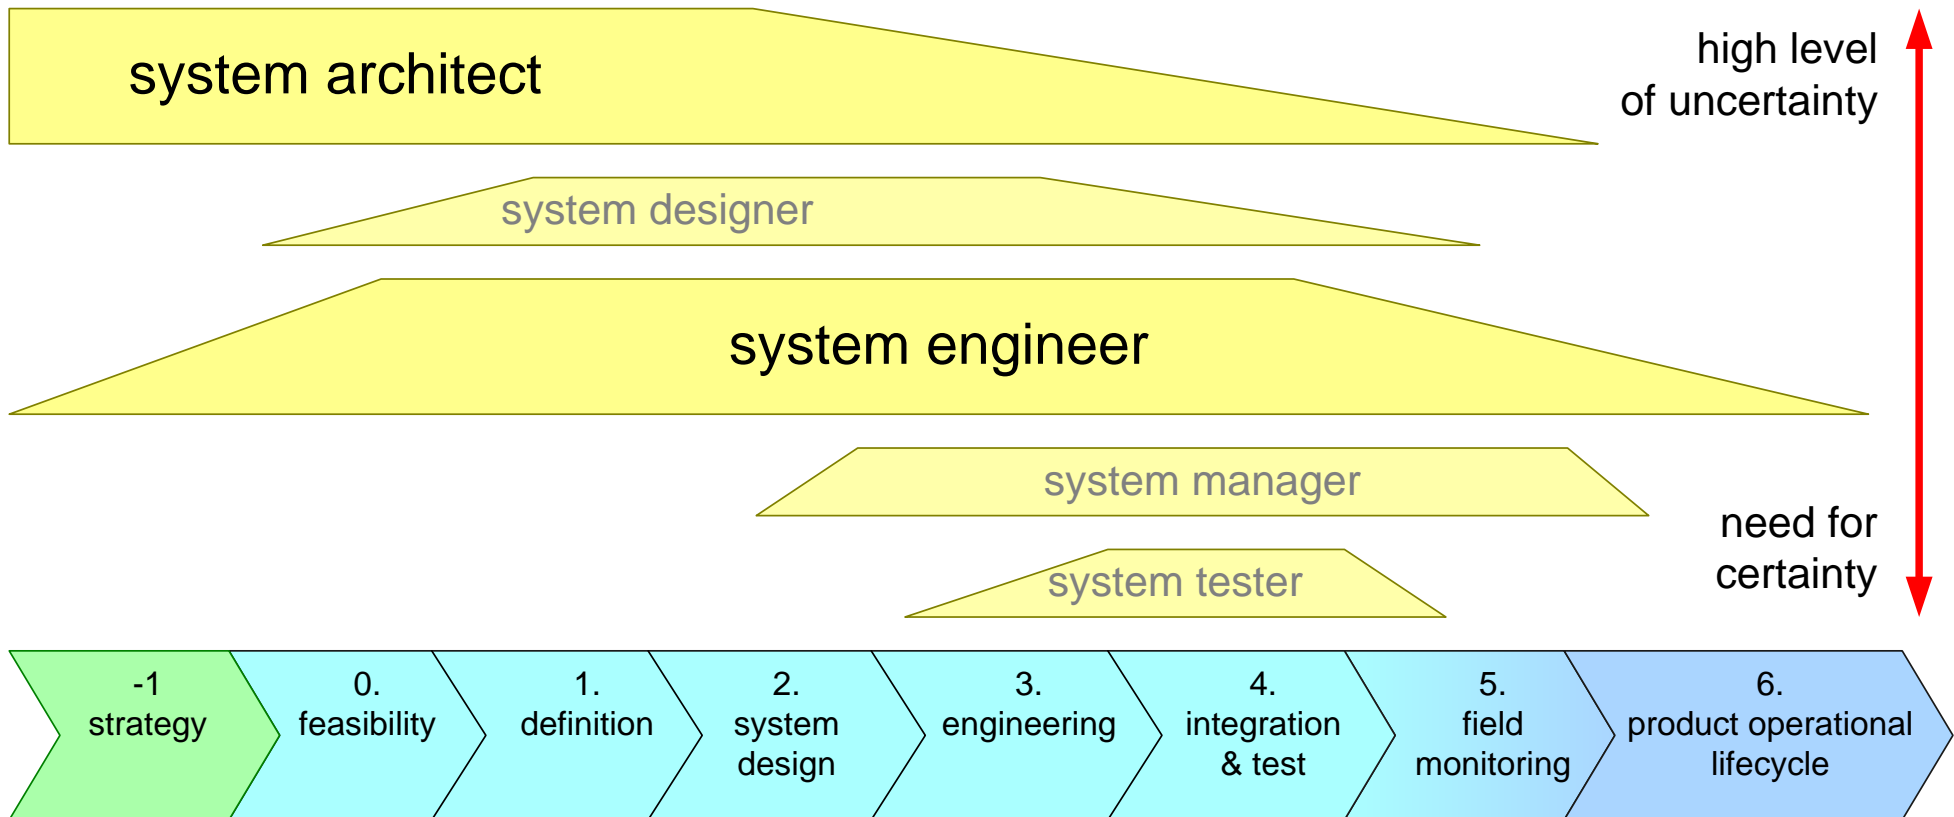 system architect
high level
of uncertainty
system designer
system engineer
system manager
need for
certainty
system tester
-1
strategy
0.
feasibility
1.
definition
2.
system
design
3.
engineering
4.
integration
& test
5.
field
monitoring
6.
product operational
lifecycle